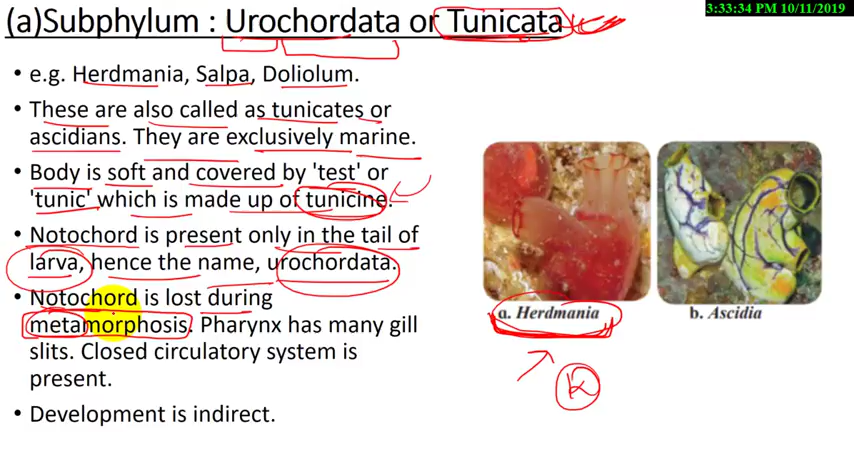 (a)Subphylum : Urochordata or Tunicata
3:33:34 PM 10/11/2019
• e.g. Herdmania, Salpa, Doliolum.
• These are also called as tunicates or
ascidians. They are exclusively marine.
• Body is soft and covered by 'test' or
'tunic' which is made up of tunicine.
• Notochord is present only in the tail of
larva, hence the name, urochordata.
• Notochord is lost during
metamorphosis. Pharynx has many gill
slits. Closed circulatory system is
present.
• Development is indirect.
a. Herdmania
b. Ascidia